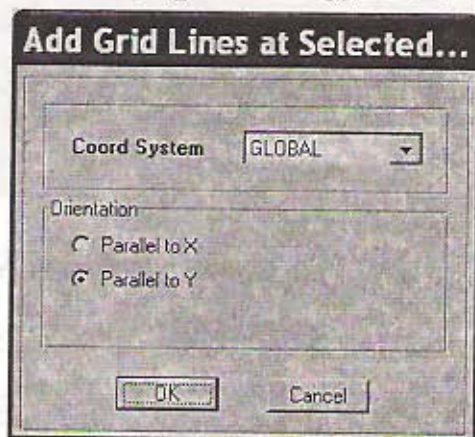 Add Grid Lines at Selected...
Coord System GLOBAL
Orientation
Parallel to X
Parallel to Y
OK
Cancel